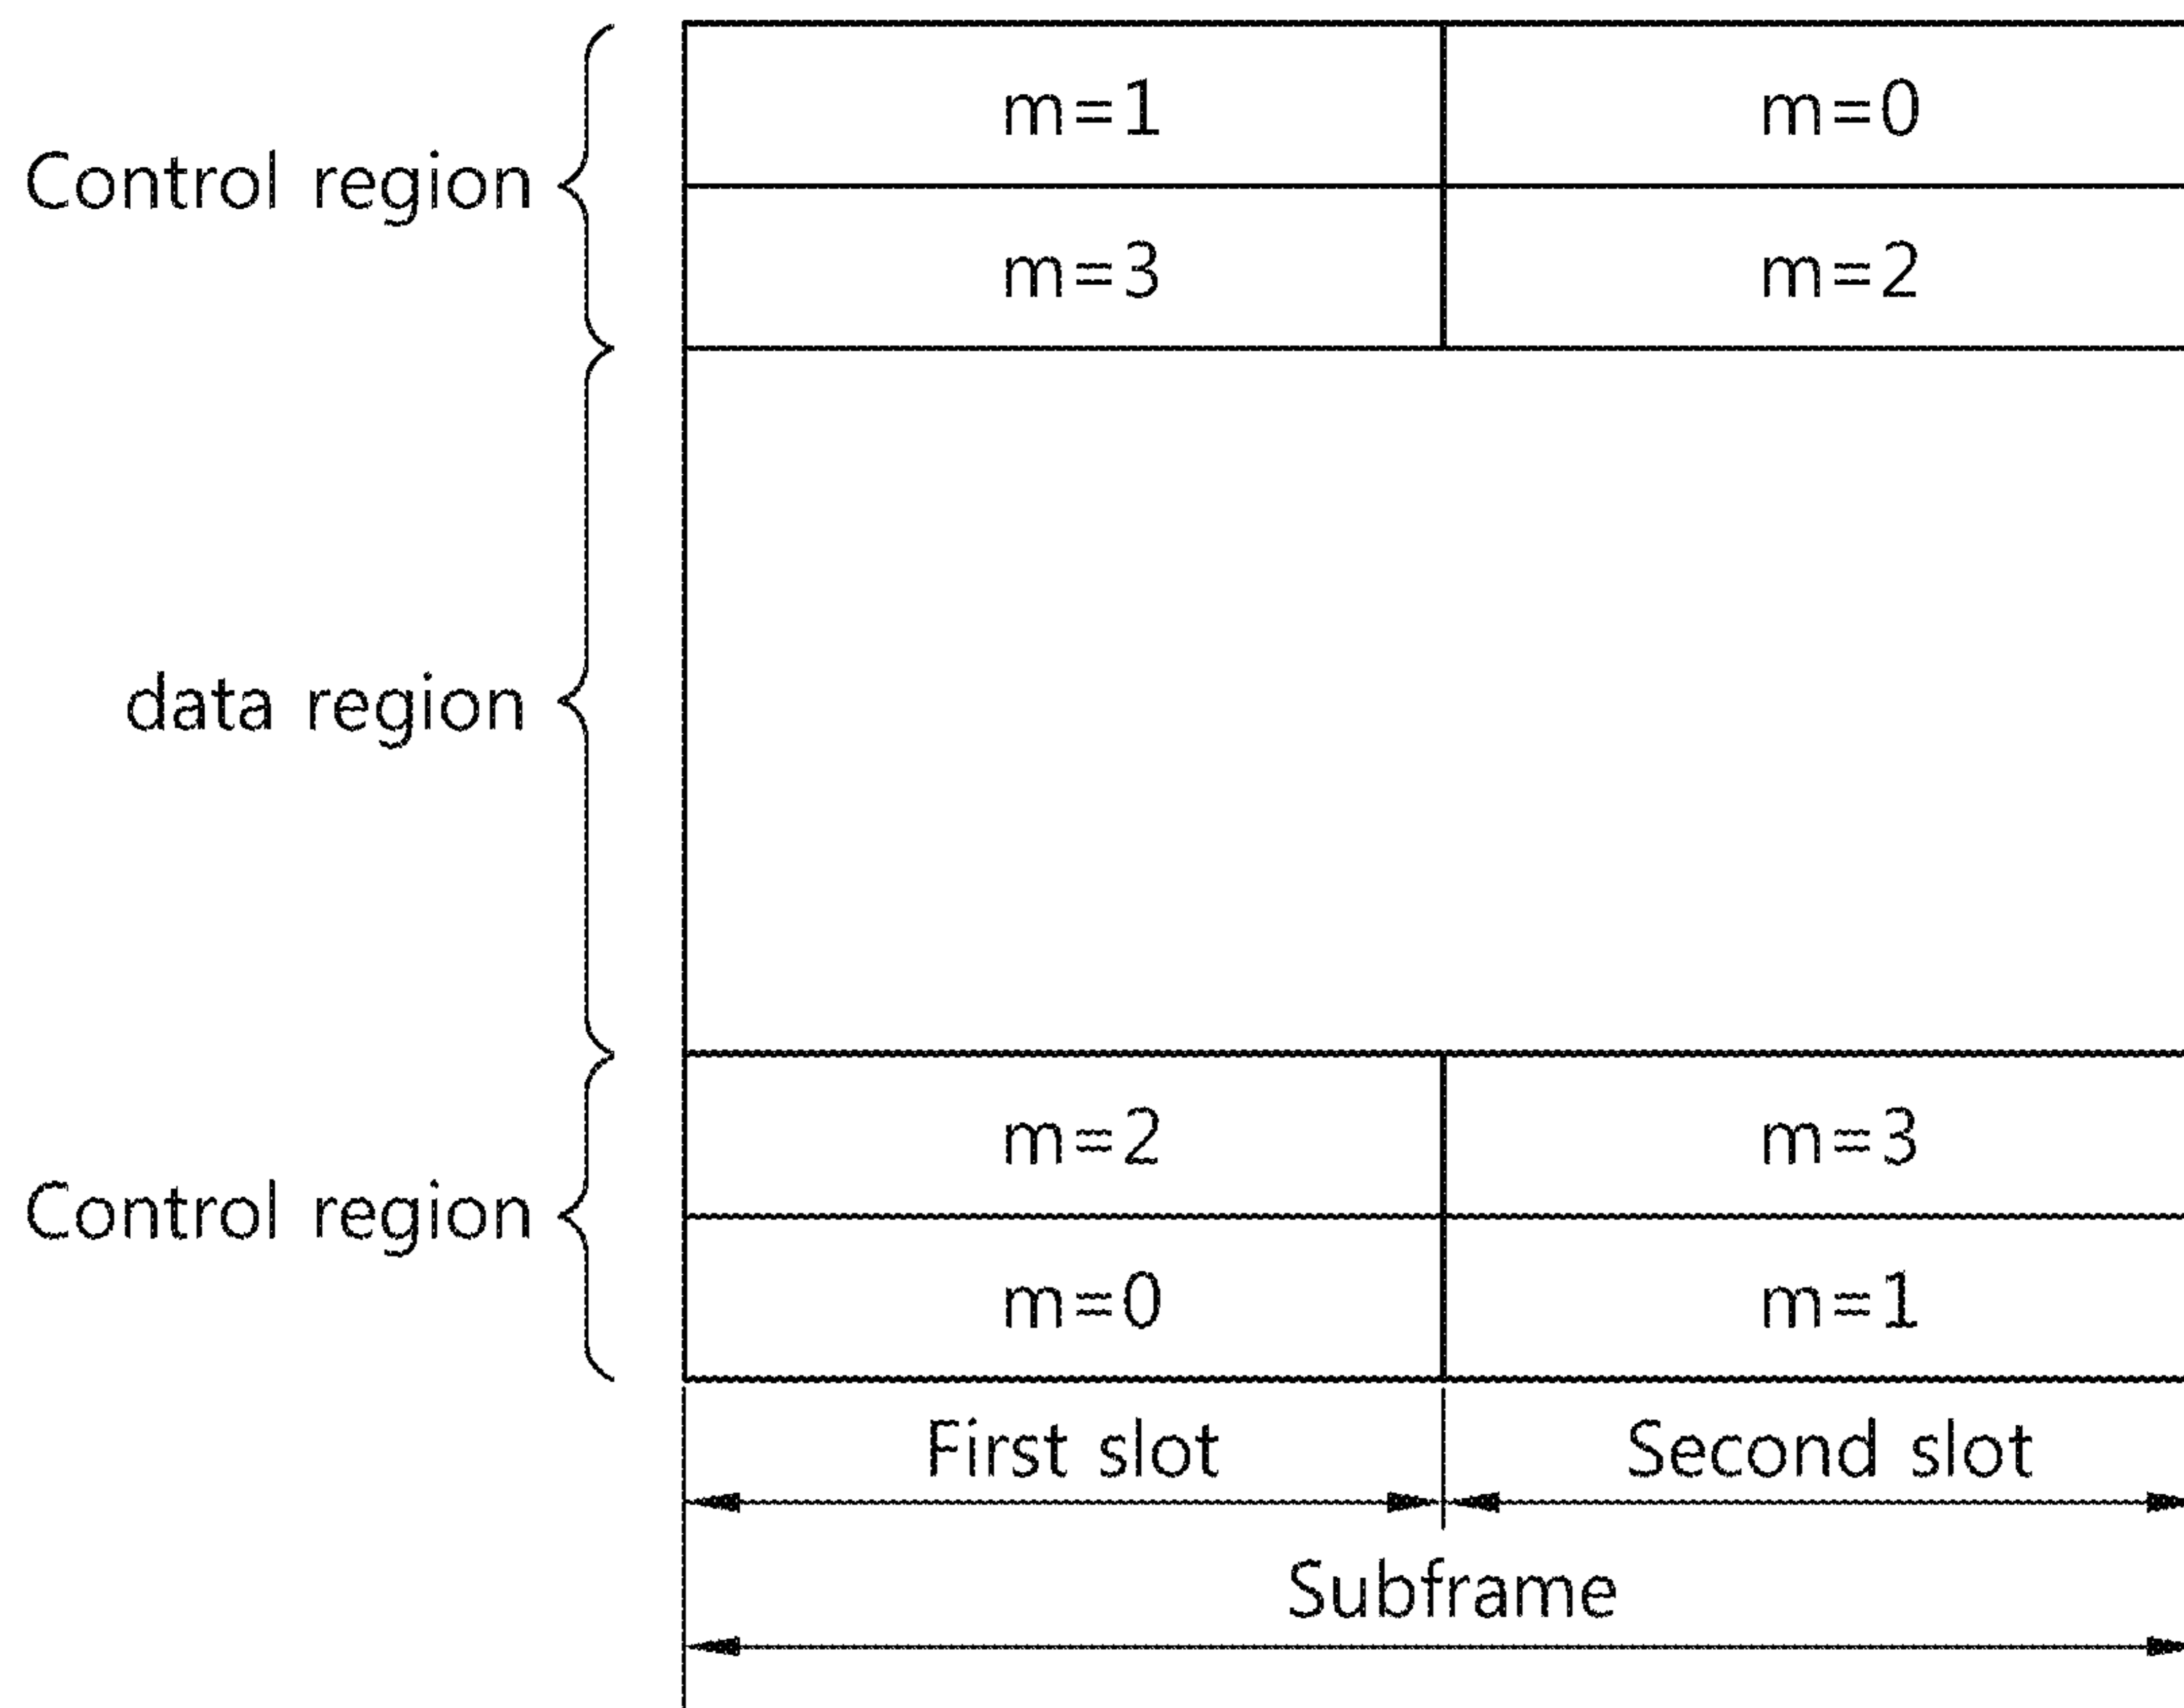 m=1 m=0
Control region
m=3 m=2
data region
m=2 m=3
Control region
m=0 m=1
First slot Second slot
Subframe